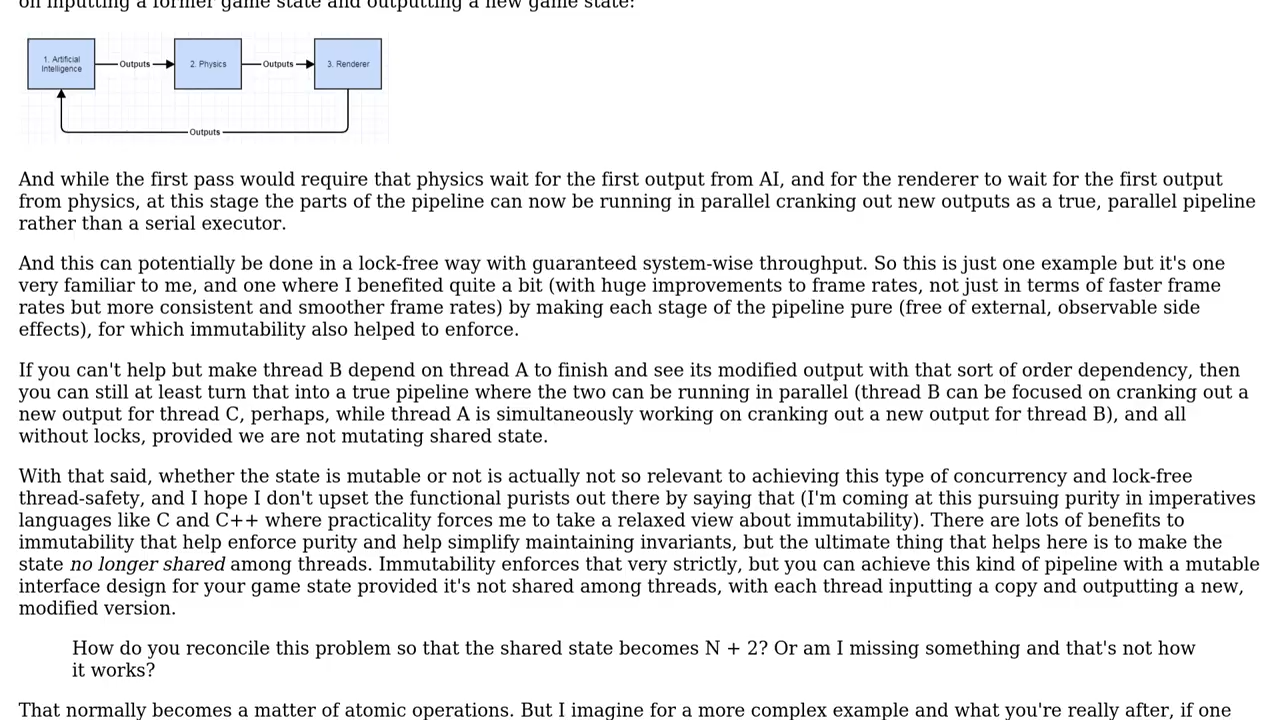 on inputting a former game state and outputting a new game state:
1. Artificial
Intelligence
Outputs
2. Physics
Outputs
3. Renderer
Outputs
And while the first pass would require that physics wait for the first output from AI, and for the renderer to wait for the first output
from physics, at this stage the parts of the pipeline can now be running in parallel cranking out new outputs as a true, parallel pipeline
rather than a serial executor.
And this can potentially be done in a lock-free way with guaranteed system-wise throughput. So this is just one example but it's one
very familiar to me, and one where I benefited quite a bit (with huge improvements to frame rates, not just in terms of faster frame
rates but more consistent and smoother frame rates) by making each stage of the pipeline pure (free of external, observable side
effects), for which immutability also helped to enforce.
If you can't help but make thread B depend on thread A to finish and see its modified output with that sort of order dependency, then
you can still at least turn that into a true pipeline where the two can be running in parallel (thread B can be focused on cranking out a
new output for thread C, perhaps, while thread A is simultaneously working on cranking out a new output for thread B), and all
without locks, provided we are not mutating shared state.
With that said, whether the state is mutable or not is actually not so relevant to achieving this type of concurrency and lock-free
thread-safety, and I hope I don't upset the functional purists out there by saying that (I'm coming at this pursuing purity in imperatives
languages like C and C++ where practicality forces me to take a relaxed view about immutability). There are lots of benefits to
immutability that help enforce purity and help simplify maintaining invariants, but the ultimate thing that helps here is to make the
state no longer shared among threads. Immutability enforces that very strictly, but you can achieve this kind of pipeline with a mutable
interface design for your game state provided it's not shared among threads, with each thread inputting a copy and outputting a new,
modified version.
How do you reconcile this problem so that the shared state becomes N + 2? Or am I missing something and that's not how
it works?
That normally becomes a matter of atomic operations. But I imagine for a more complex example and what you're really after, if one